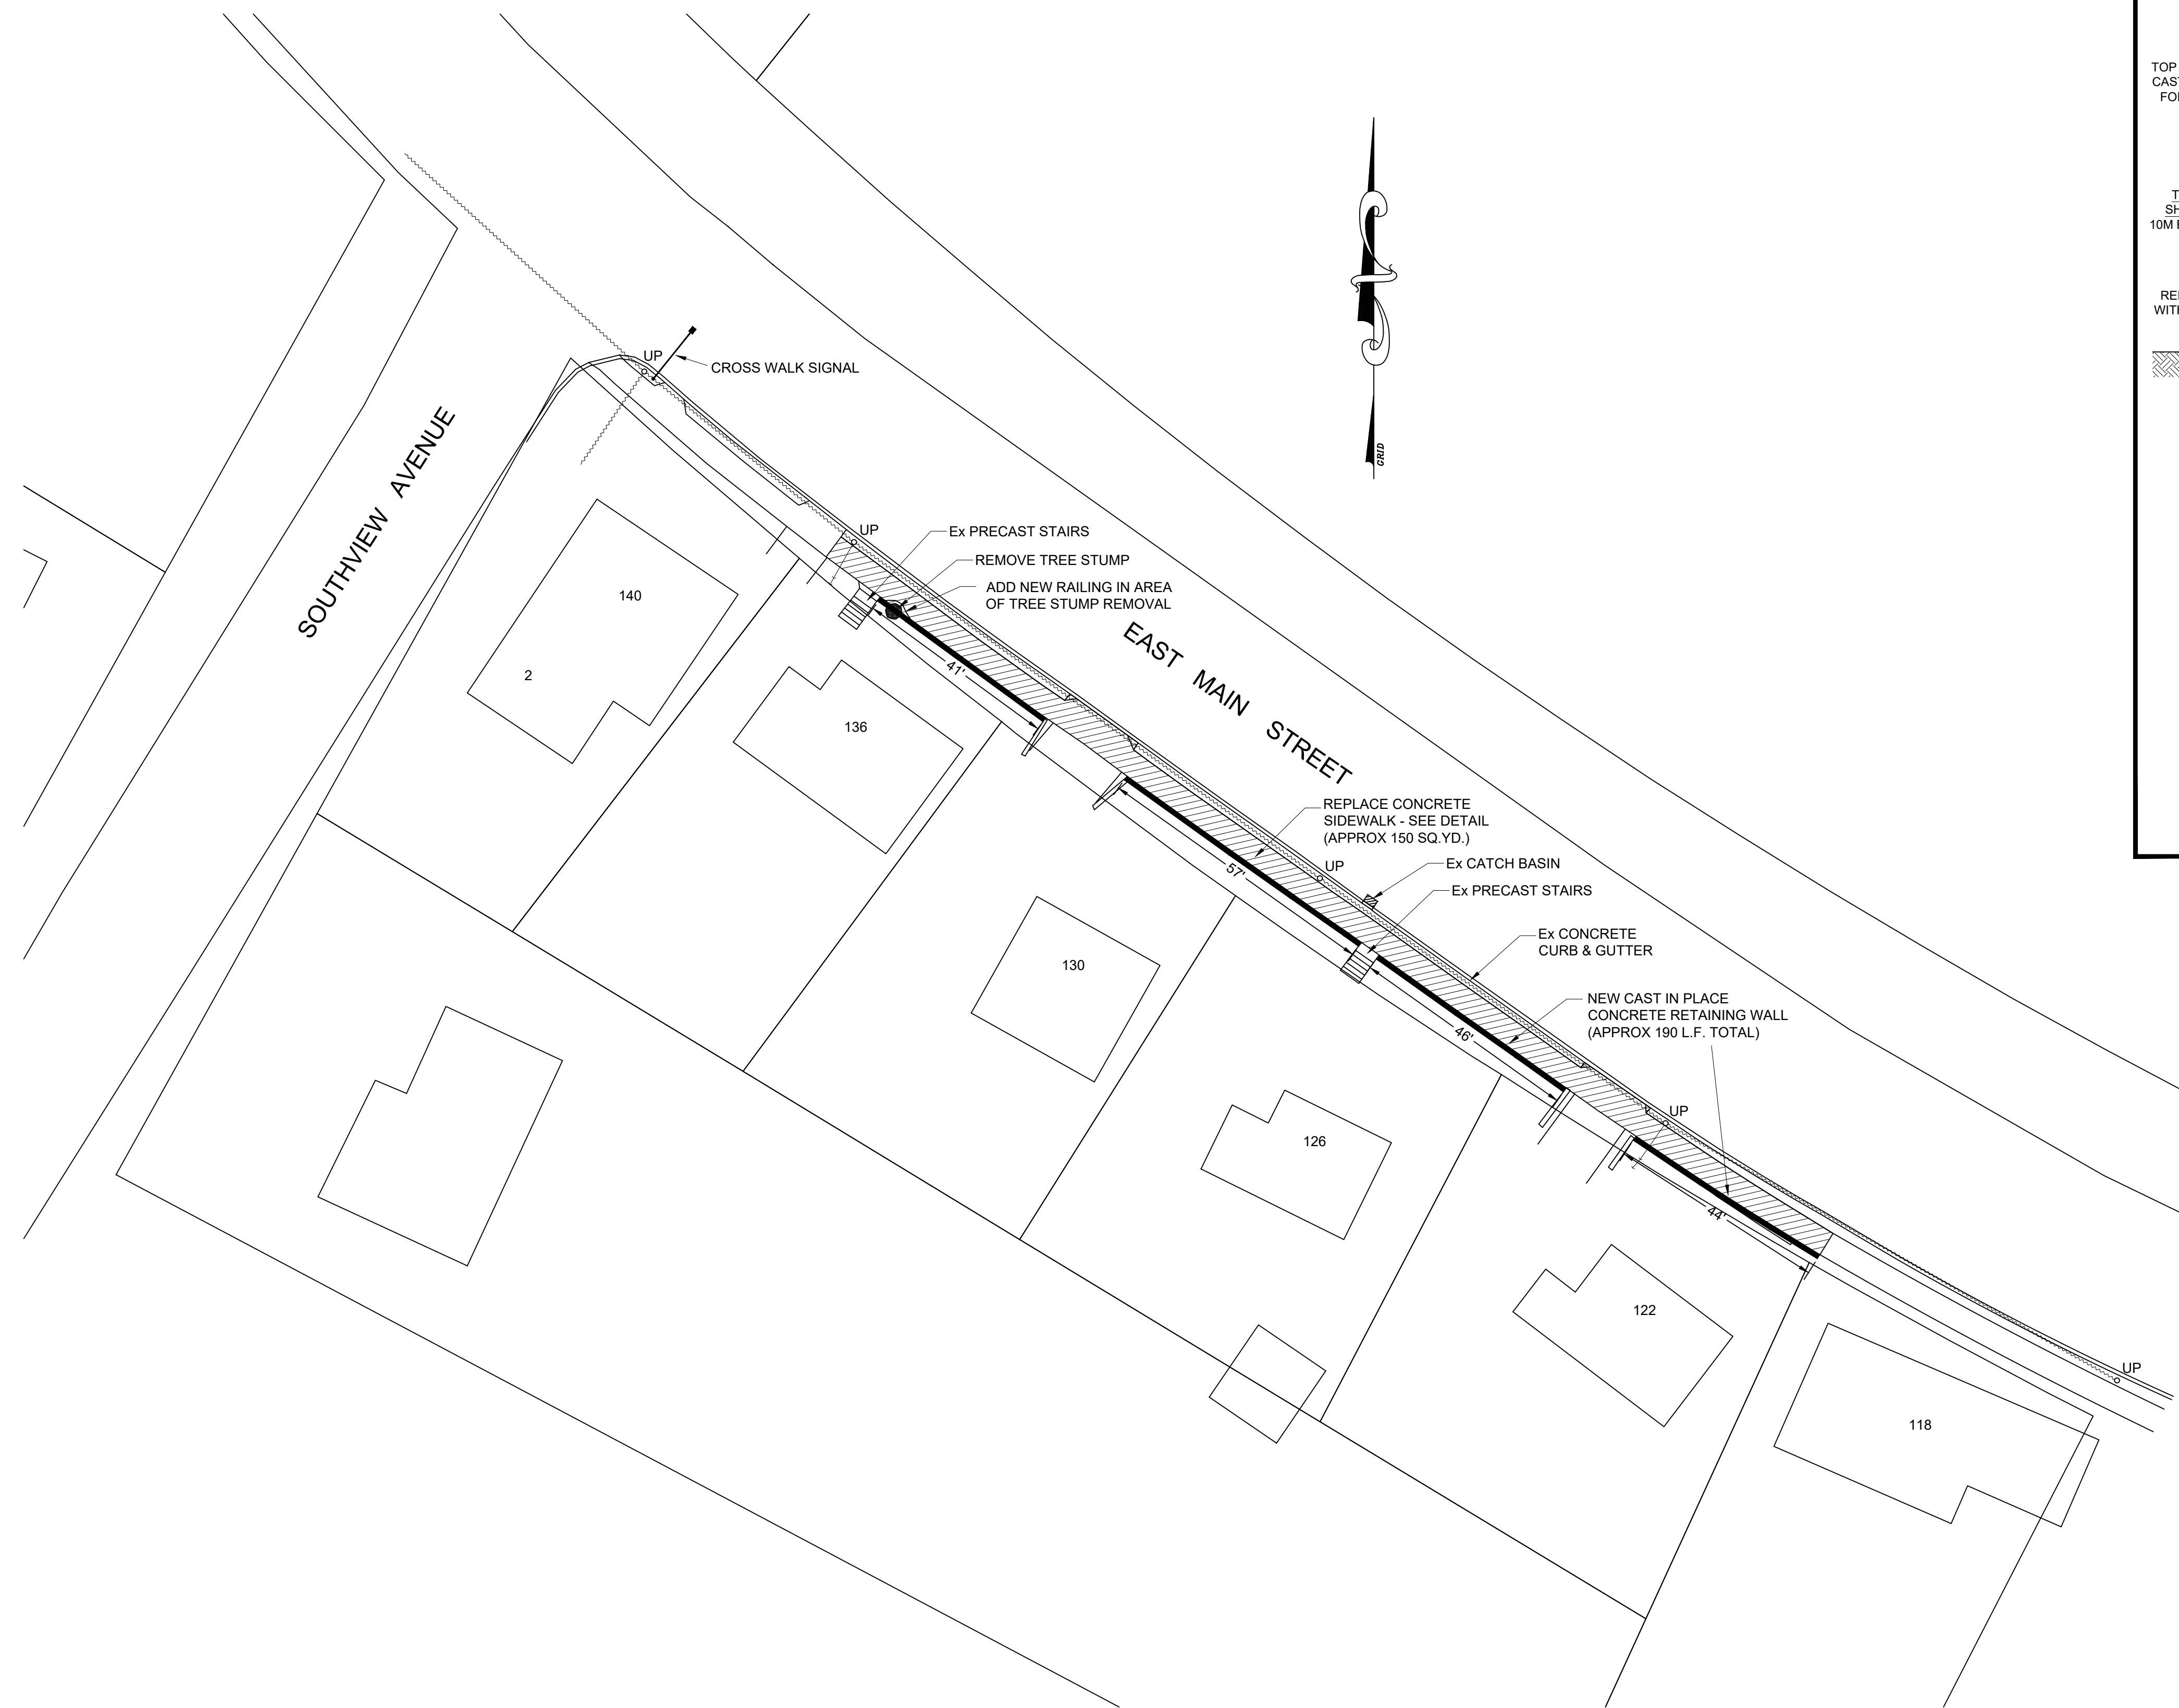 TOP
CAST
FO
T
SH
10M
RE
WITH
GRID
UP
CROSS WALK SIGNAL
SOUTHVIEW AVENUE
UP
Ex PRECAST STAIRS
REMOVE TREE STUMP
ADD NEW RAILING IN AREA
OF TREE STUMP REMOVAL
140
2
41'
136
EAST MAIN STREET
REPLACE CONCRETE
SIDEWALK - SEE DETAIL
(APPROX 150 SQ.YD.)
UP
Ex CATCH BASIN
57'
Ex PRECAST STAIRS
Ex CONCRETE
CURB & GUTTER
130
NEW CAST IN PLACE
CONCRETE RETAINING WALL
(APPROX 190 L.F. TOTAL)
46'
UP
126
44'
122
UP
118